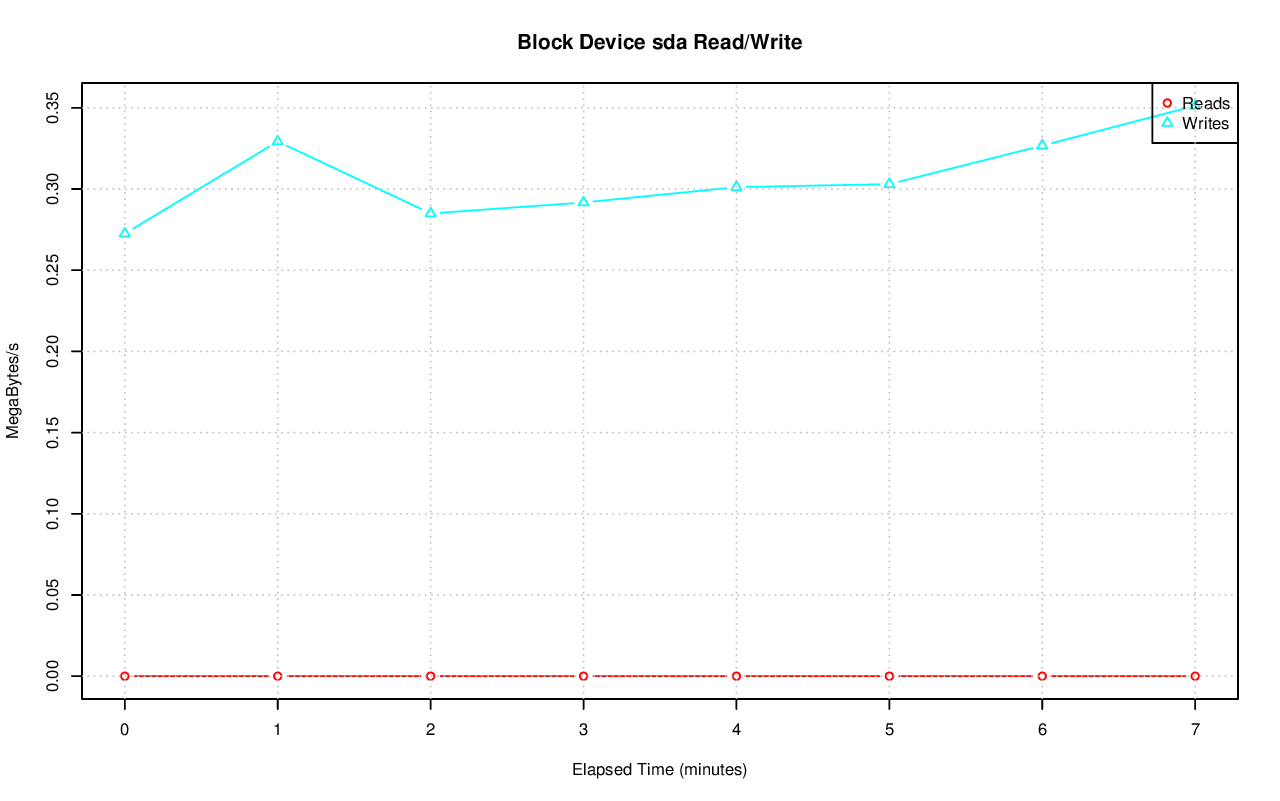 Block Device sda Read/Write
Reads
Writes
MegaBytes/s
0.35
0.30
0.25
0.20
0.15
0.10
0.05
0.00
0 1 2 3 4 5 6 7
Elapsed Time (minutes)